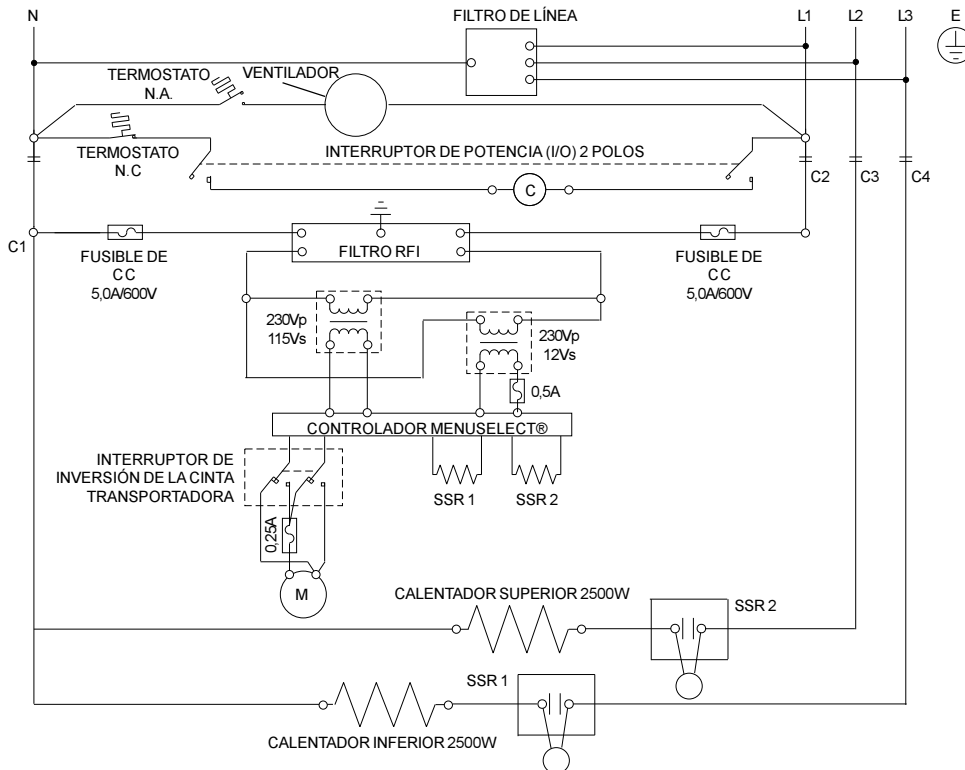 N
FILTRO DE LÍNEA
L1
L2
L3
E
TERMOSTATO
N.A.
VENTILADOR
TERMOSTATO
N.C
INTERRUPTOR DE POTENCIA (I/O) 2 POLOS
C
C2
C3
C4
C1
FUSIBLE DE
CC
5,0A/600V
FILTRO RFI
FUSIBLE DE
CC
5,0A/600V
230Vp
115Vs
230Vp
12Vs
0,5A
CONTROLADOR MENUSELECT®
INTERRUPTOR DE
INVERSIÓN DE LA CINTA
TRANSPORTADORA
SSR 1
SSR 2
0,25A
M
CALENTADOR SUPERIOR 2500W
SSR 2
SSR 1
CALENTADOR INFERIOR 2500W